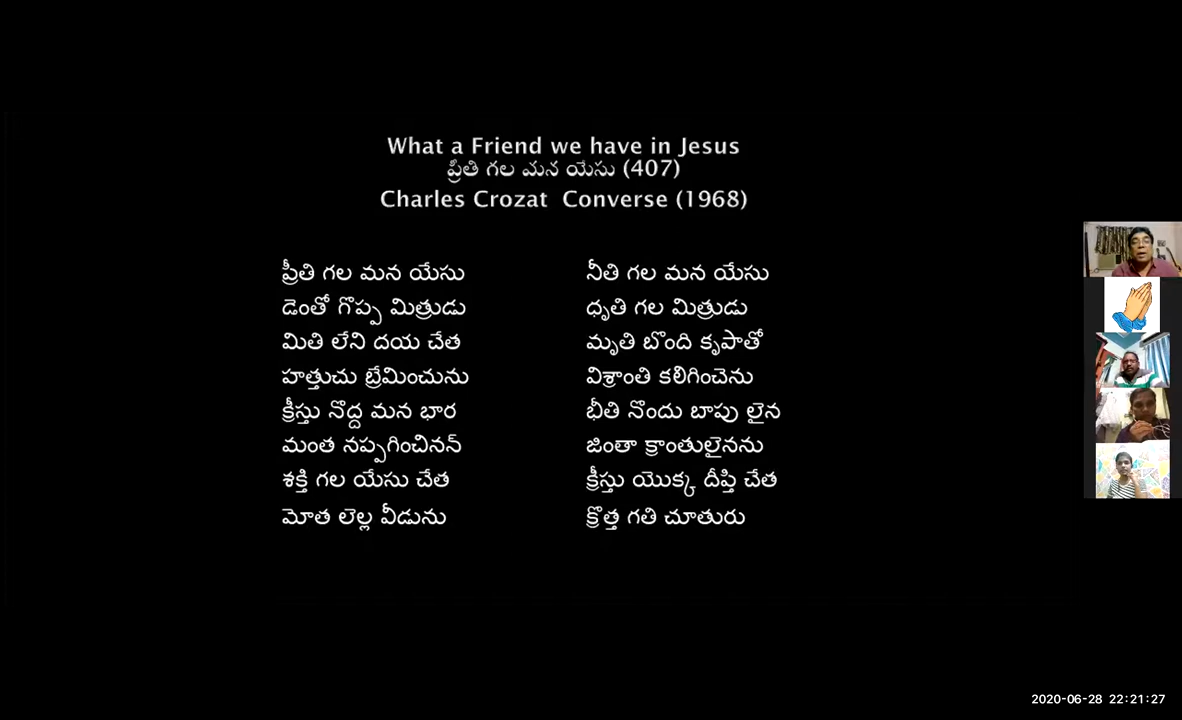 What a Friend we have in Jesus
ప్రీతి గల మన యేసు (407)
Charles Crozat Converse (1968)
ప్రీతి గల మన యేసు
డెంతో గొప్ప మిత్రుడు
మితి లేని దయ చేత
హత్తుచు బ్రేమించును
క్రీస్తు నొద్ద మన భార
మంత నప్పగించినన్
శక్తి గల యేసు చేత
మోత లెల్ల వీడును
నీతి గల మన యేసు
ధృతి గల మిత్రుడు
మృతి బొంది కృపాతో
విశ్రాంతి కలిగించెను
భీతి నొందు బాపు లైన
జింతా క్రాంతులైనను
క్రీస్తు యొక్క దీప్తి చేత
క్రొత్త గతి చూతురు
2020-06-28 22:21:27